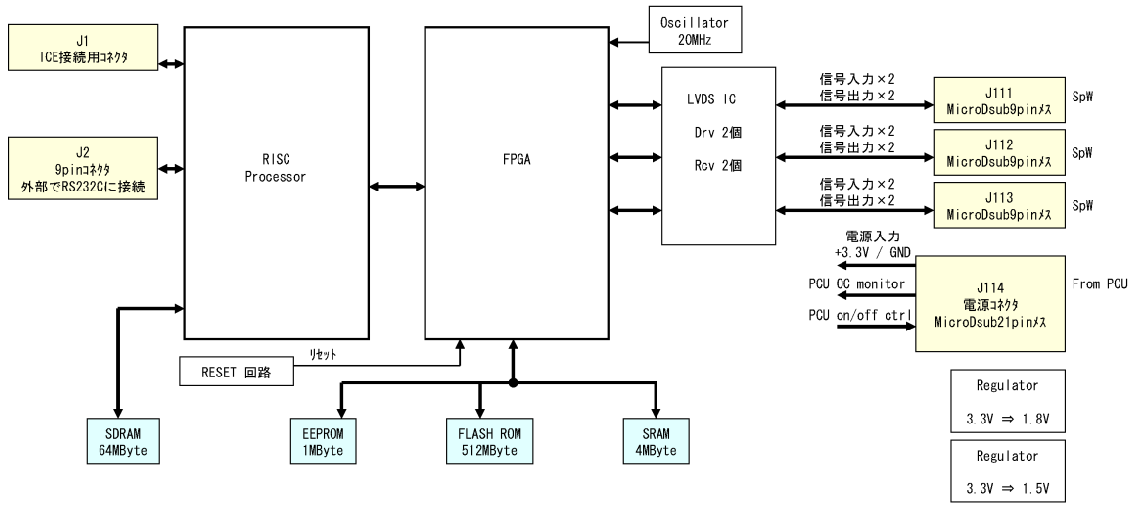 J1
ICE接続用ｺﾈｸﾀ
J2
9pinｺﾈｸﾀ
外部でRS232Cに接続
RISC
Processor
FPGA
Oscillator
20MHz
LVDS IC
Drv 2個
Rcv 2個
信号入力×2
信号出力×2
信号入力×2
信号出力×2
信号入力×2
信号出力×2
J111
MicroDsub9pinﾒｽ
SpW
J112
MicroDsub9pinﾒｽ
SpW
J113
MicroDsub9pinﾒｽ
SpW
電源入力
+3.3V / GND
PCU OC monitor
PCU on/off ctrl
J114
電源ｺﾈｸﾀ
MicroDsub21pinﾒｽ
From PCU
RESET 回路
ﾘｾｯﾄ
SDRAM
64MByte
EEPROM
1MByte
FLASH ROM
512MByte
SRAM
4MByte
Regulator
3.3V ⇒ 1.8V
Regulator
3.3V ⇒ 1.5V